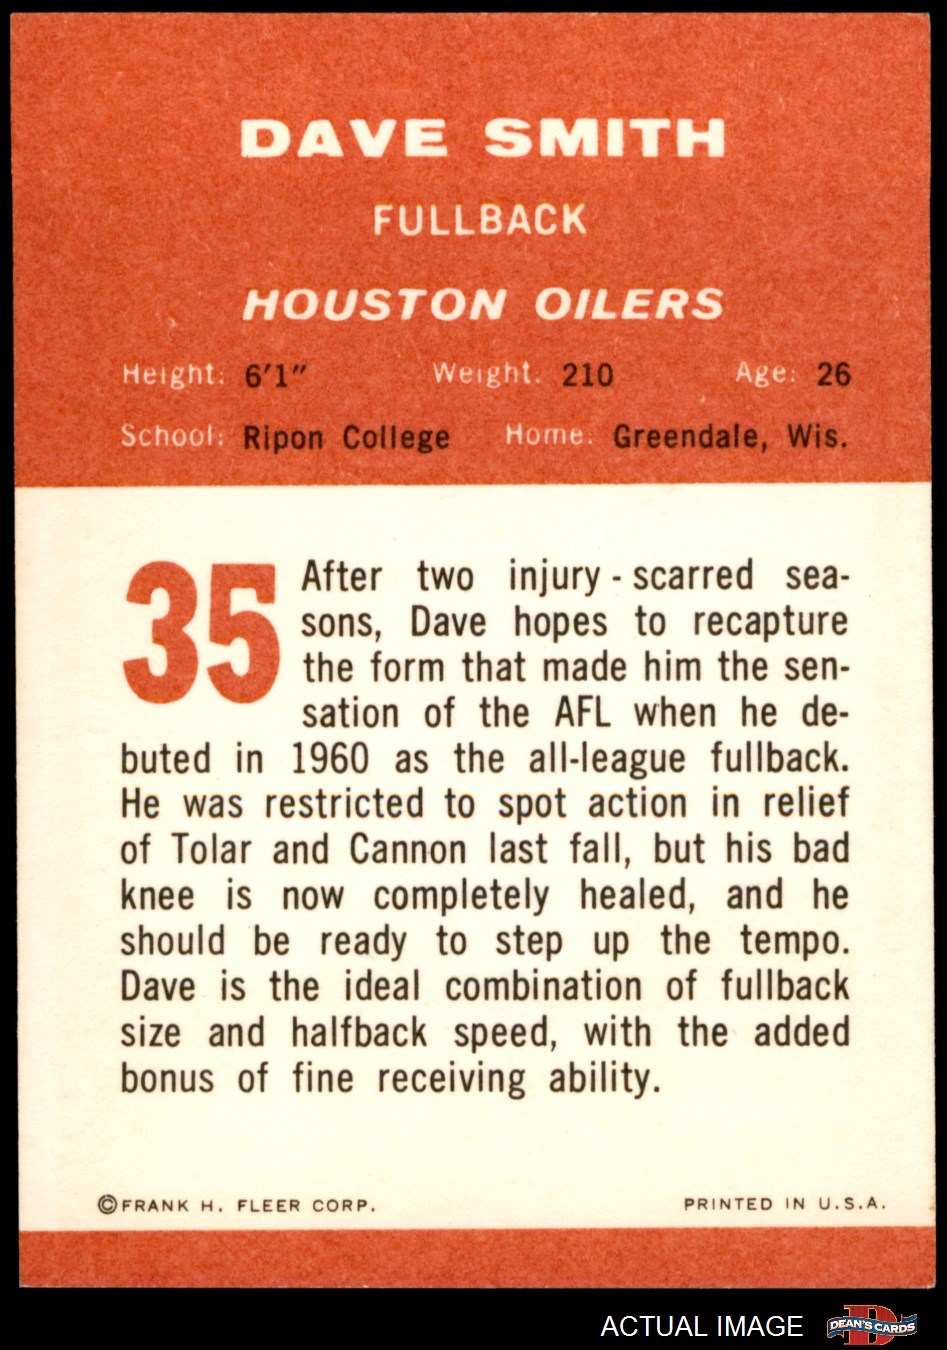 DAVE SMITH
FULLBACK
HOUSTON OILERS
Height: 6'1" Weight: 210 Age: 26
School: Ripon College Home: Greendale, Wis.
35
After two injury-scarred sea-
sons, Dave hopes to recapture
the form that made him the sen-
sation of the AFL when he de-
buted in 1960 as the all-league fullback.
He was restricted to spot action in relief
of Tolar and Cannon last fall, but his bad
knee is now completely healed, and he
should be ready to step up the tempo.
Dave is the ideal combination of fullback
size and halfback speed, with the added
bonus of fine receiving ability.
©FRANK H. FLEER CORP. PRINTED IN U.S.A.
ACTUAL IMAGE D DEAN'S CARDS